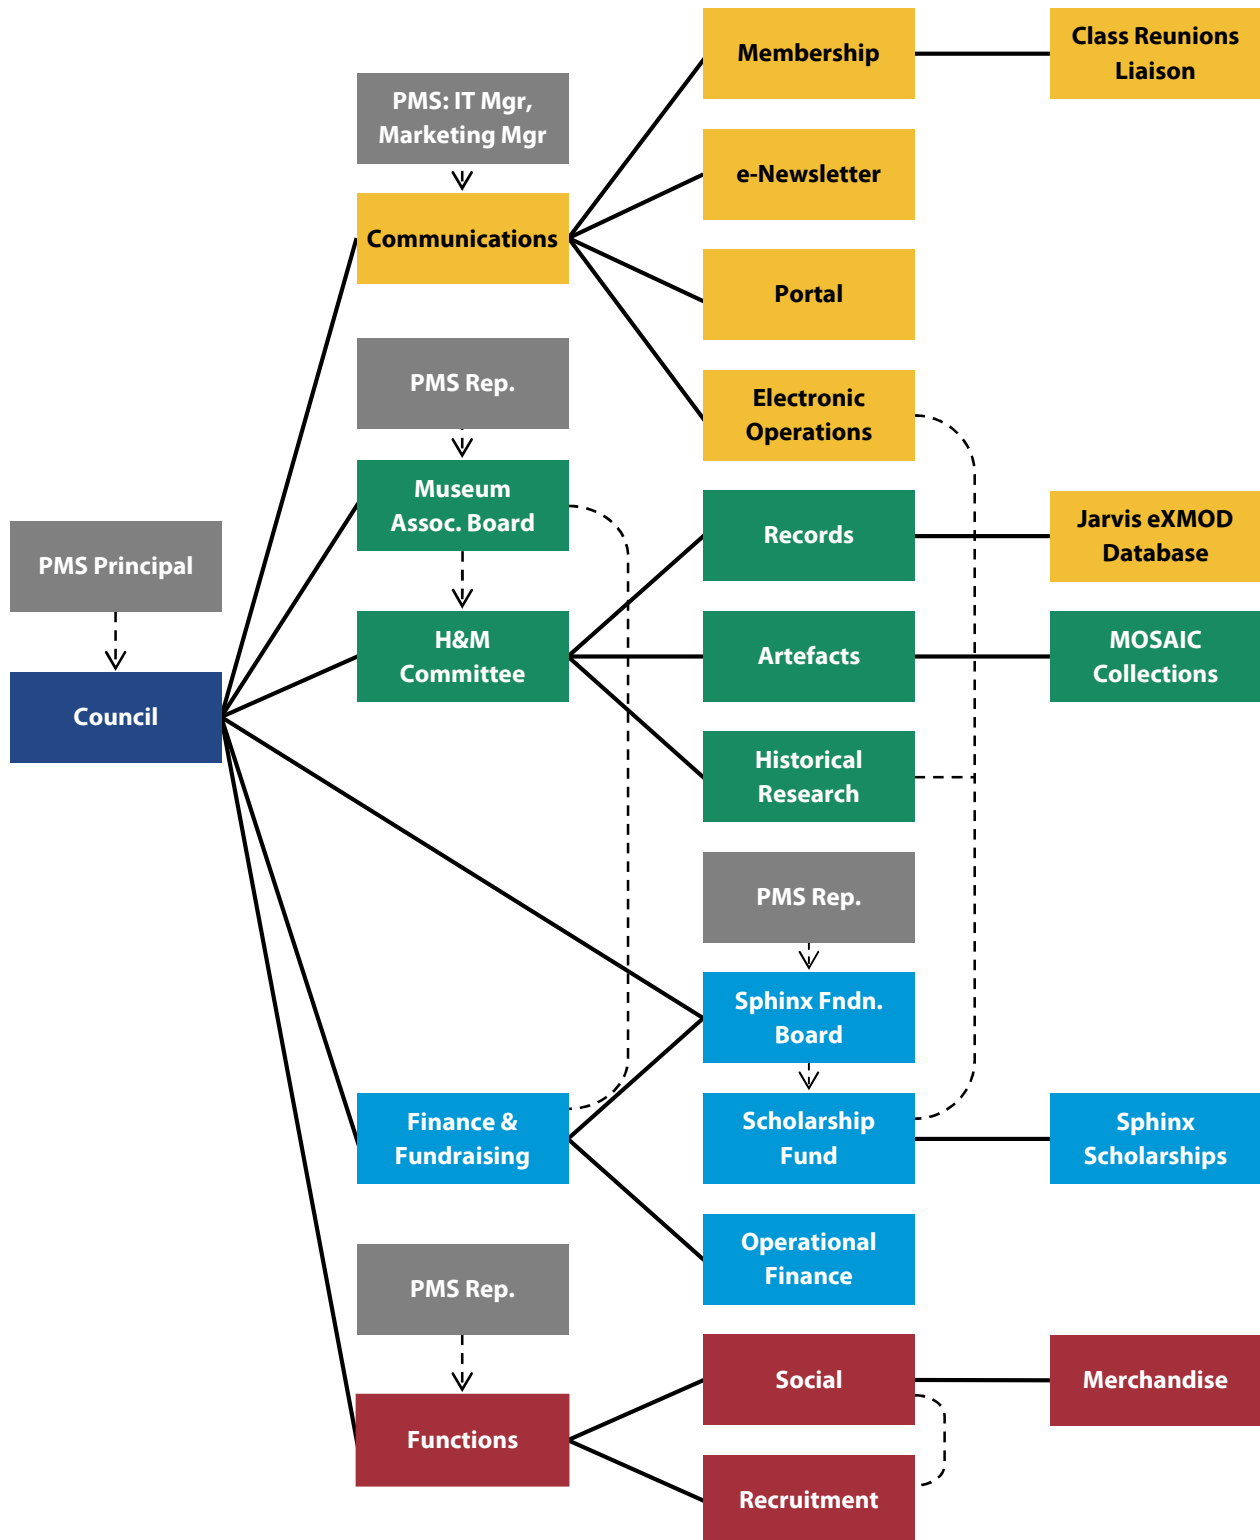 Membership
Class Reunions
Liaison
PMS: IT Mgr,
Marketing Mgr
e-Newsletter
Communications
Portal
PMS Rep.
Electronic
Operations
Museum
Assoc. Board
Records
Jarvis eXMOD
Database
PMS Principal
H&M
Committee
Artefacts
MOSAIC
Collections
Council
Historical
Research
PMS Rep.
Sphinx Fndn.
Board
Finance &
Fundraising
Scholarship
Fund
Sphinx
Scholarships
Operational
Finance
PMS Rep.
Social
Merchandise
Functions
Recruitment